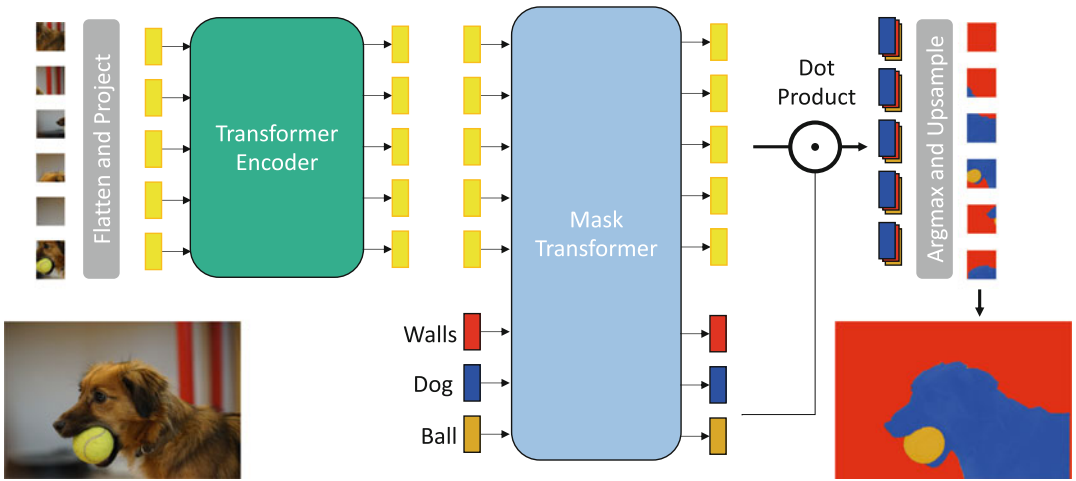 Flatten and Project
Transformer
Encoder
Mask
Transformer
Walls
Dog
Ball
Dot
Product
Argmax and Upsample